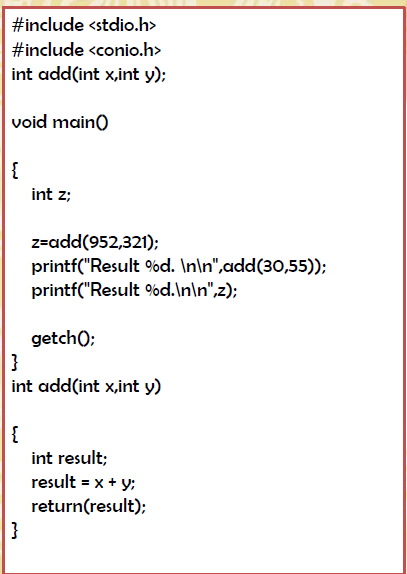 #include <stdio.h>
#include <conio.h>
int add(int x,int y);
void main()
{
int z;
z=add(952,321);
printf("Result %d. \n\n",add(30,55));
printf("Result %d.\n\n",z);
getch();
}
int add(int x,int y)
{
int result;
result = x + y;
return(result);
}